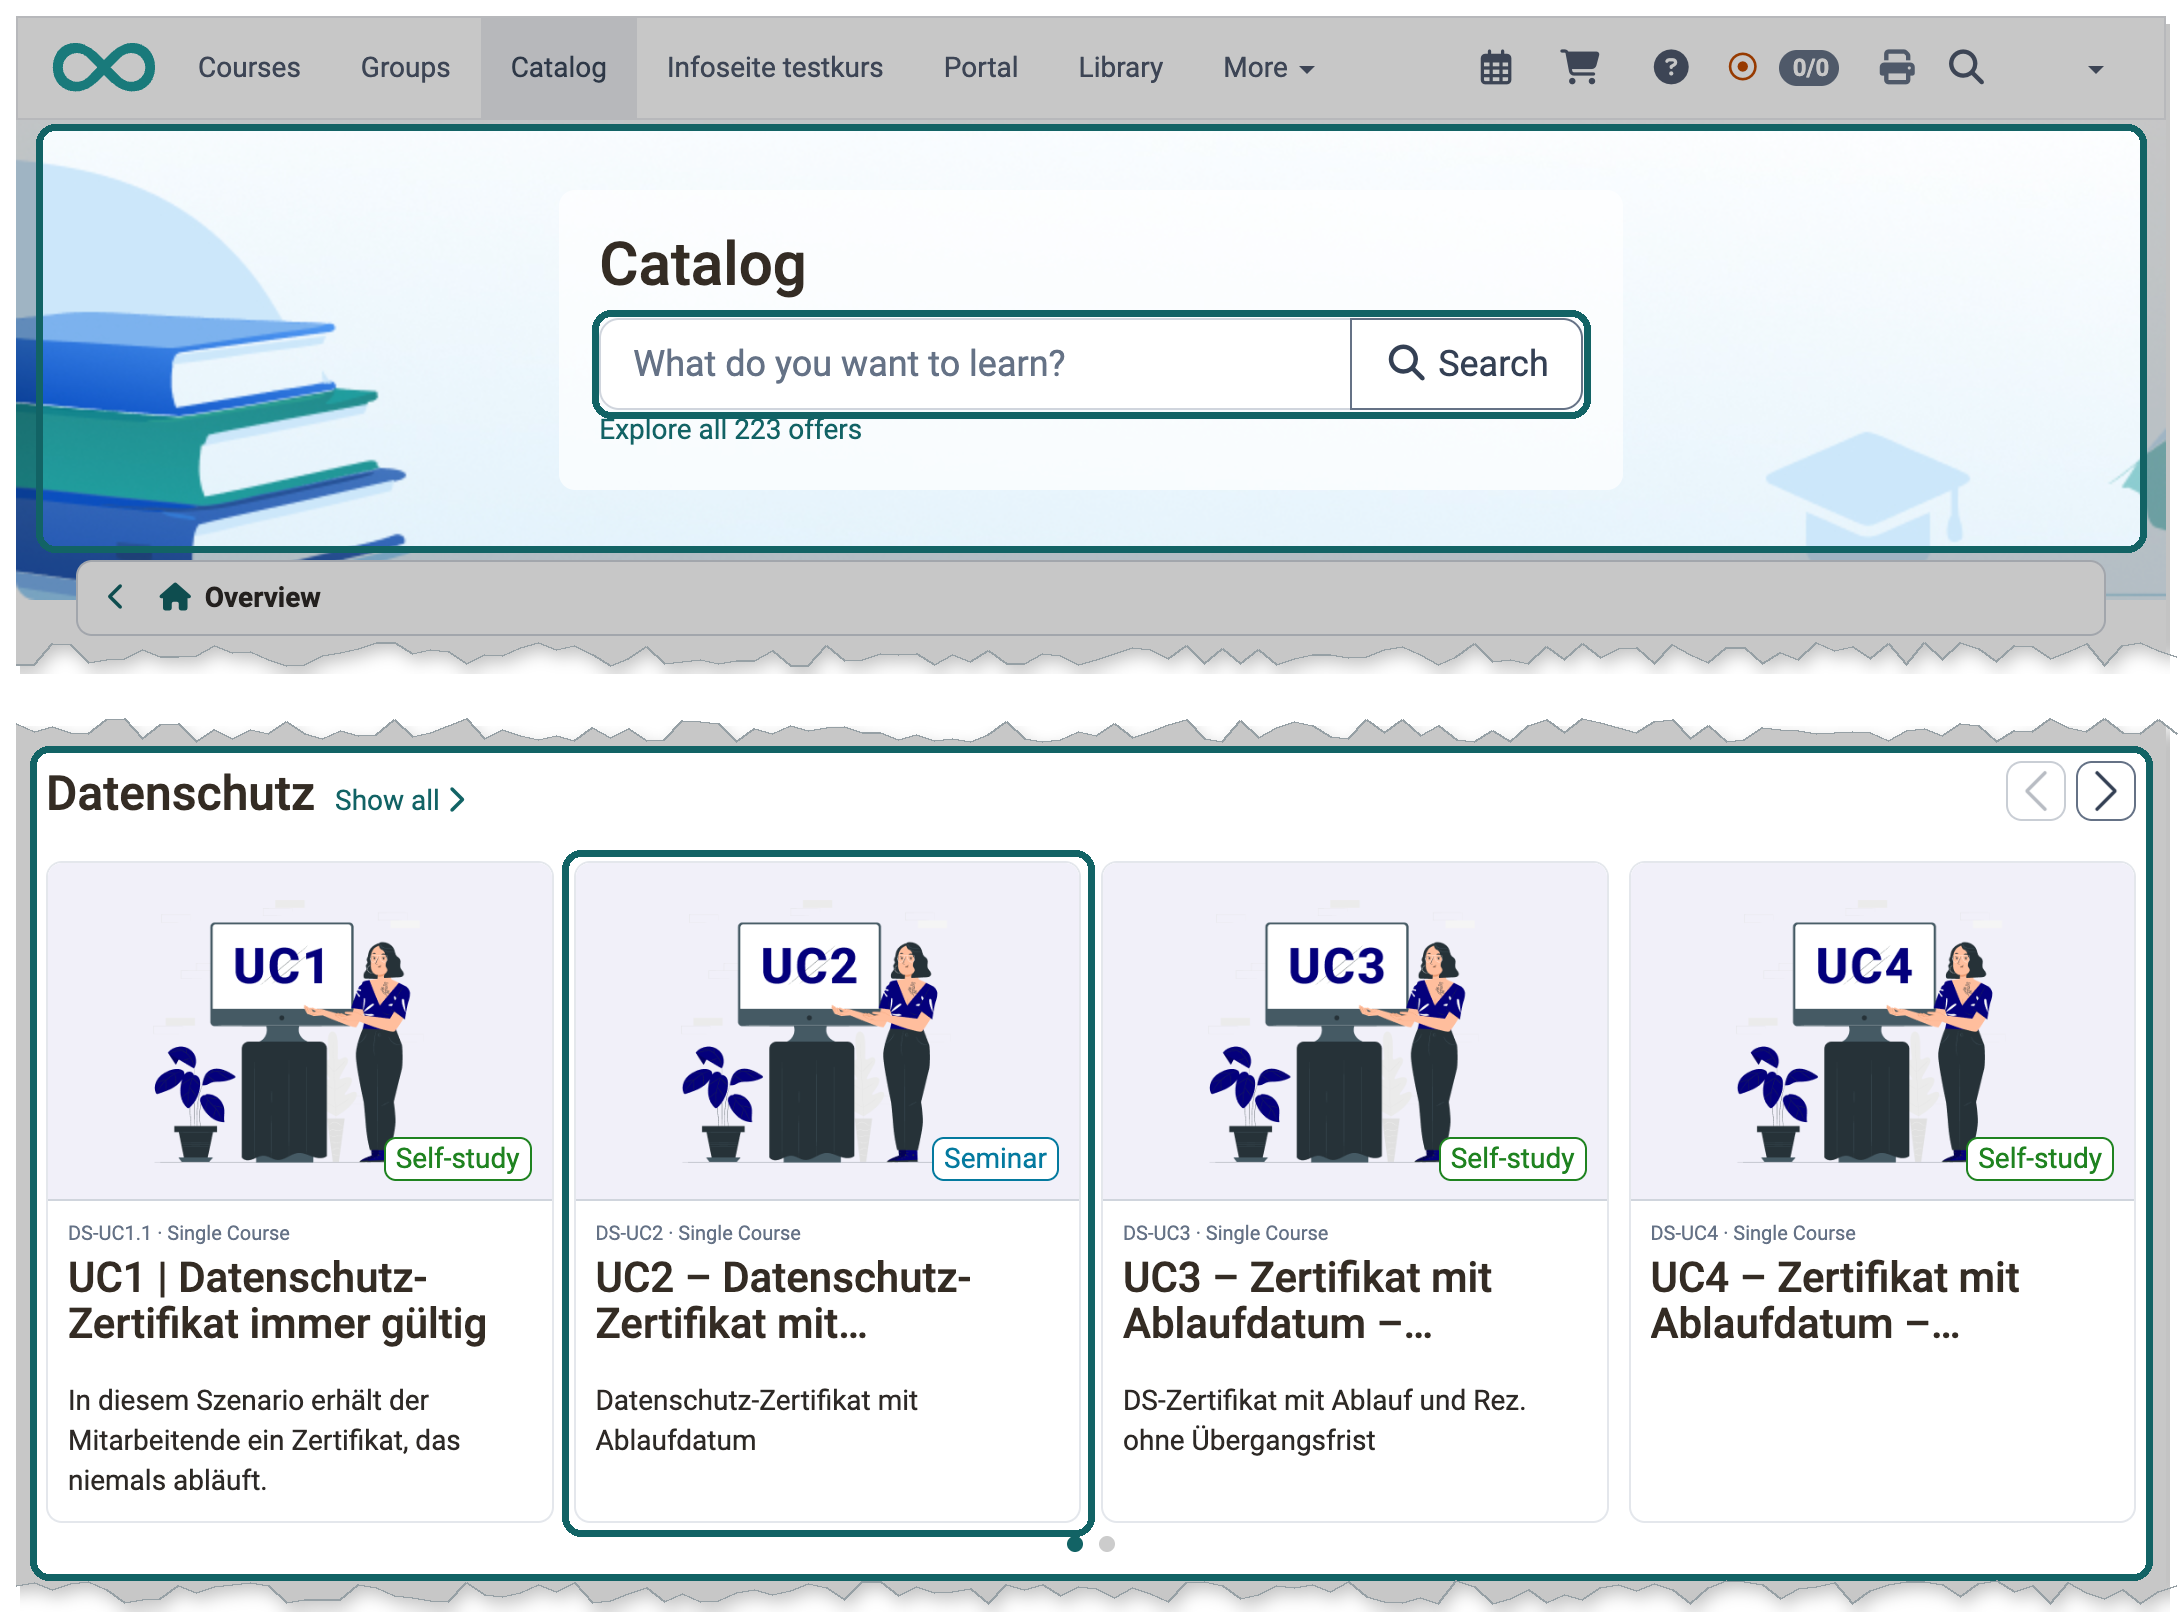 Courses Groups Catalog Infoseite testkurs Portal Library More 0/0
Catalog
What do you want to learn? Search
Explore all 223 offers
Overview
Datenschutz Show all
UC1 UC2 UC3 UC4
Self-study Seminar Self-study Self-study
DS-UC1.1 · Single Course
UC1 | Datenschutz-
Zertifikat immer gültig
In diesem Szenario erhält der
Mitarbeitende ein Zertifikat, das
niemals abläuft.
DS-UC2 · Single Course
UC2 – Datenschutz-
Zertifikat mit...
Datenschutz-Zertifikat mit
Ablaufdatum
DS-UC3 · Single Course
UC3 – Zertifikat mit
Ablaufdatum –...
DS-Zertifikat mit Ablauf und Rez.
ohne Übergangsfrist
DS-UC4 · Single Course
UC4 – Zertifikat mit
Ablaufdatum –...